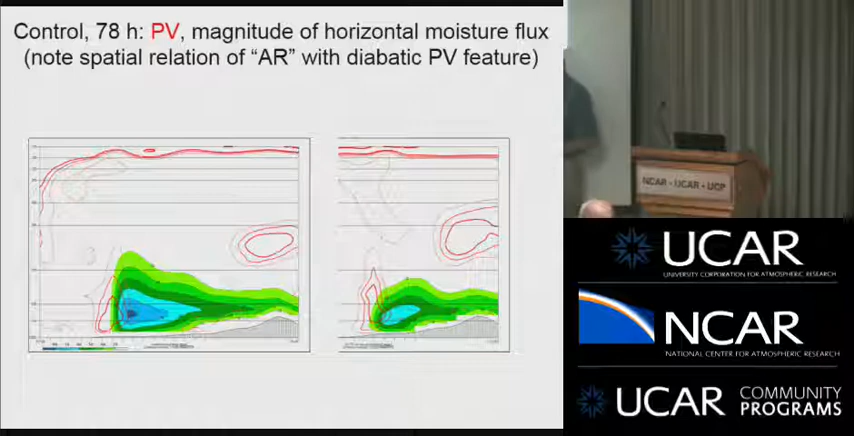 Control, 78 h: PV, magnitude of horizontal moisture flux
(note spatial relation of “AR” with diabatic PV feature)
NCAR - UCAR - UCP
UCAR
UNIVERSITY CORPORATION FOR ATMOSPHERIC RESEARCH
NCAR
NATIONAL CENTER FOR ATMOSPHERIC RESEARCH
UCAR COMMUNITY
PROGRAMS